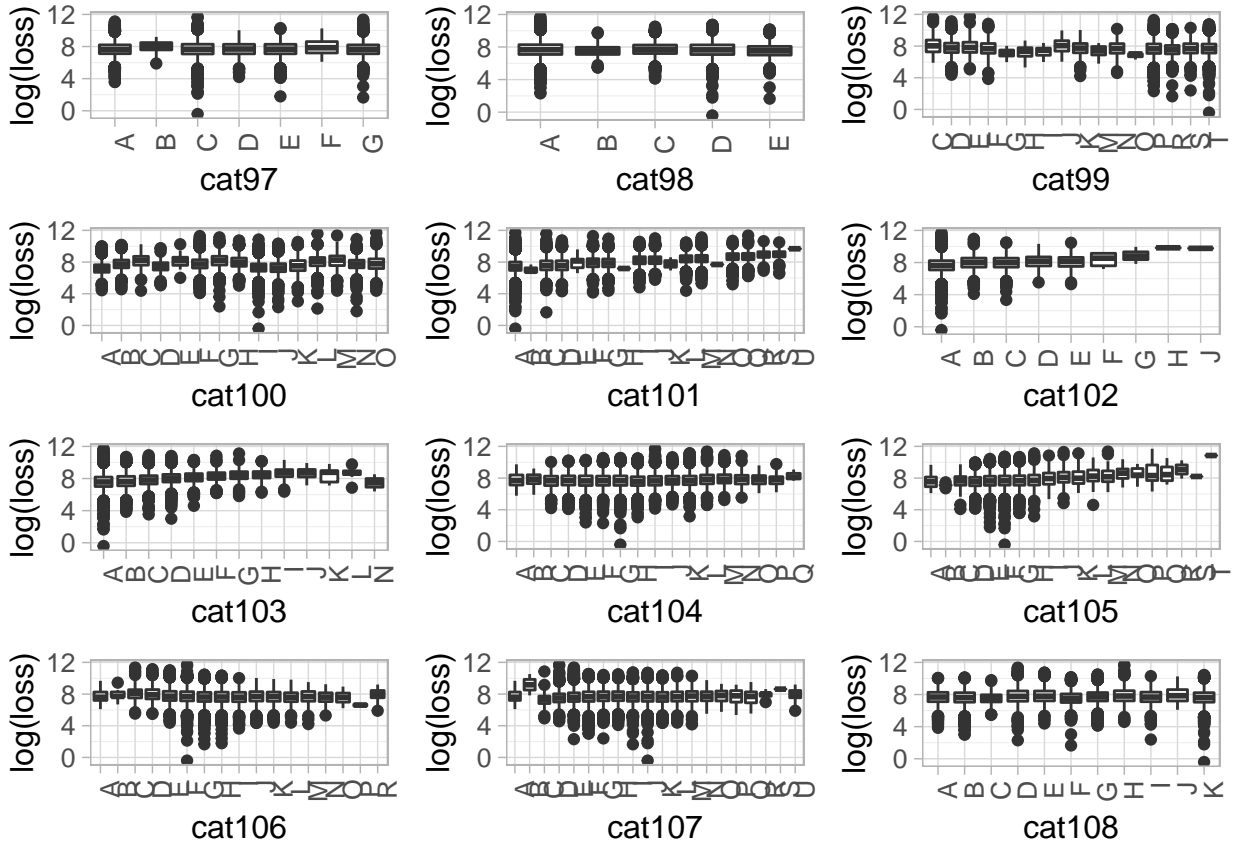 log(loss) 12 8 4 0 log(loss) 12 8 4 0 log(loss) 12 8 4 0
A B C D E F G A B C D E C D E F G H I J K M N O P R S T
cat97 cat98 cat99
log(loss) 12 8 4 0 log(loss) 12 8 4 0 log(loss) 12 8 4 0
A B C D E F G H I J K L M N O A B C D E F G H I J K L M N O Q R S U A B C D E F G H J
cat100 cat101 cat102
log(loss) 12 8 4 0 log(loss) 12 8 4 0 log(loss) 12 8 4 0
A B C D E F G H I J K L N A B C D E F G H I J K L M N O P Q A B C D E F G H I J K L M N O P Q R S T
cat103 cat104 cat105
log(loss) 12 8 4 0 log(loss) 12 8 4 0 log(loss) 12 8 4 0
A B C D E F G H I J K L M N O P R A B C D E F G H I J K L M N O P Q R S U A B C D E F G H I J K
cat106 cat107 cat108